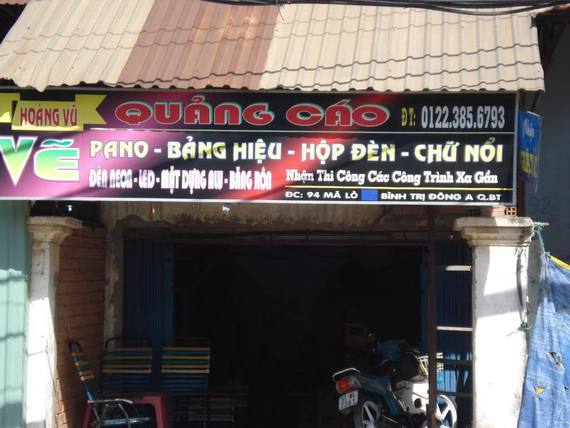 HOÀNG VŨ QUẢNG CÁO ĐT: 0122.385.6793
VẼ PANO - BẢNG HIỆU - HỘP ĐÈN - CHỮ NỔI
ĐÈN NEON - LED - MẶT DỰNG ALU - BĂNG RÔN Nhận Thi Công Các Công Trình Xa Gần
ĐC: 94 MÃ LÒ BÌNH TRỊ ĐÔNG A Q.BT
92